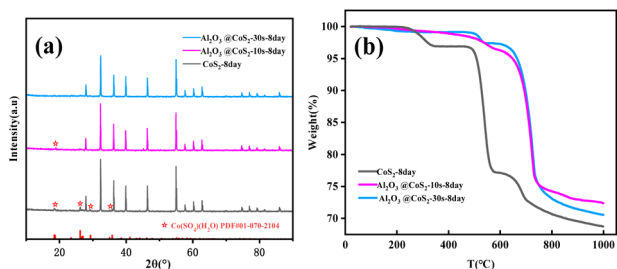 (a)
Al₂O₃ @CoS₂-30s-8day
Al₂O₃ @CoS₂-10s-8day
CoS₂-8day
Intensity(a.u)
☆ Co(SO₄)(H₂O) PDF#01-070-2104
20 40 60 80
2θ(°)
(b)
100
95
90
85
80
75
70
Weight(%)
CoS₂-8day
Al₂O₃ @CoS₂-10s-8day
Al₂O₃ @CoS₂-30s-8day
0 200 400 600 800 1000
T(℃)